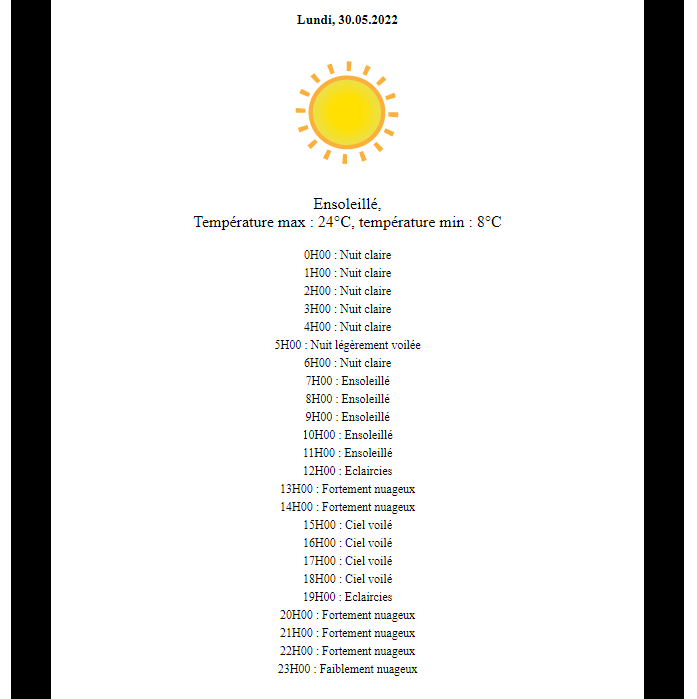 Lundi, 30.05.2022
Ensoleillé,
Température max : 24°C, température min : 8°C
0H00 : Nuit claire
1H00 : Nuit claire
2H00 : Nuit claire
3H00 : Nuit claire
4H00 : Nuit claire
5H00 : Nuit légèrement voilée
6H00 : Nuit claire
7H00 : Ensoleillé
8H00 : Ensoleillé
9H00 : Ensoleillé
10H00 : Ensoleillé
11H00 : Ensoleillé
12H00 : Eclaircies
13H00 : Fortement nuageux
14H00 : Fortement nuageux
15H00 : Ciel voilé
16H00 : Ciel voilé
17H00 : Ciel voilé
18H00 : Ciel voilé
19H00 : Eclaircies
20H00 : Fortement nuageux
21H00 : Fortement nuageux
22H00 : Fortement nuageux
23H00 : Faiblement nuageux